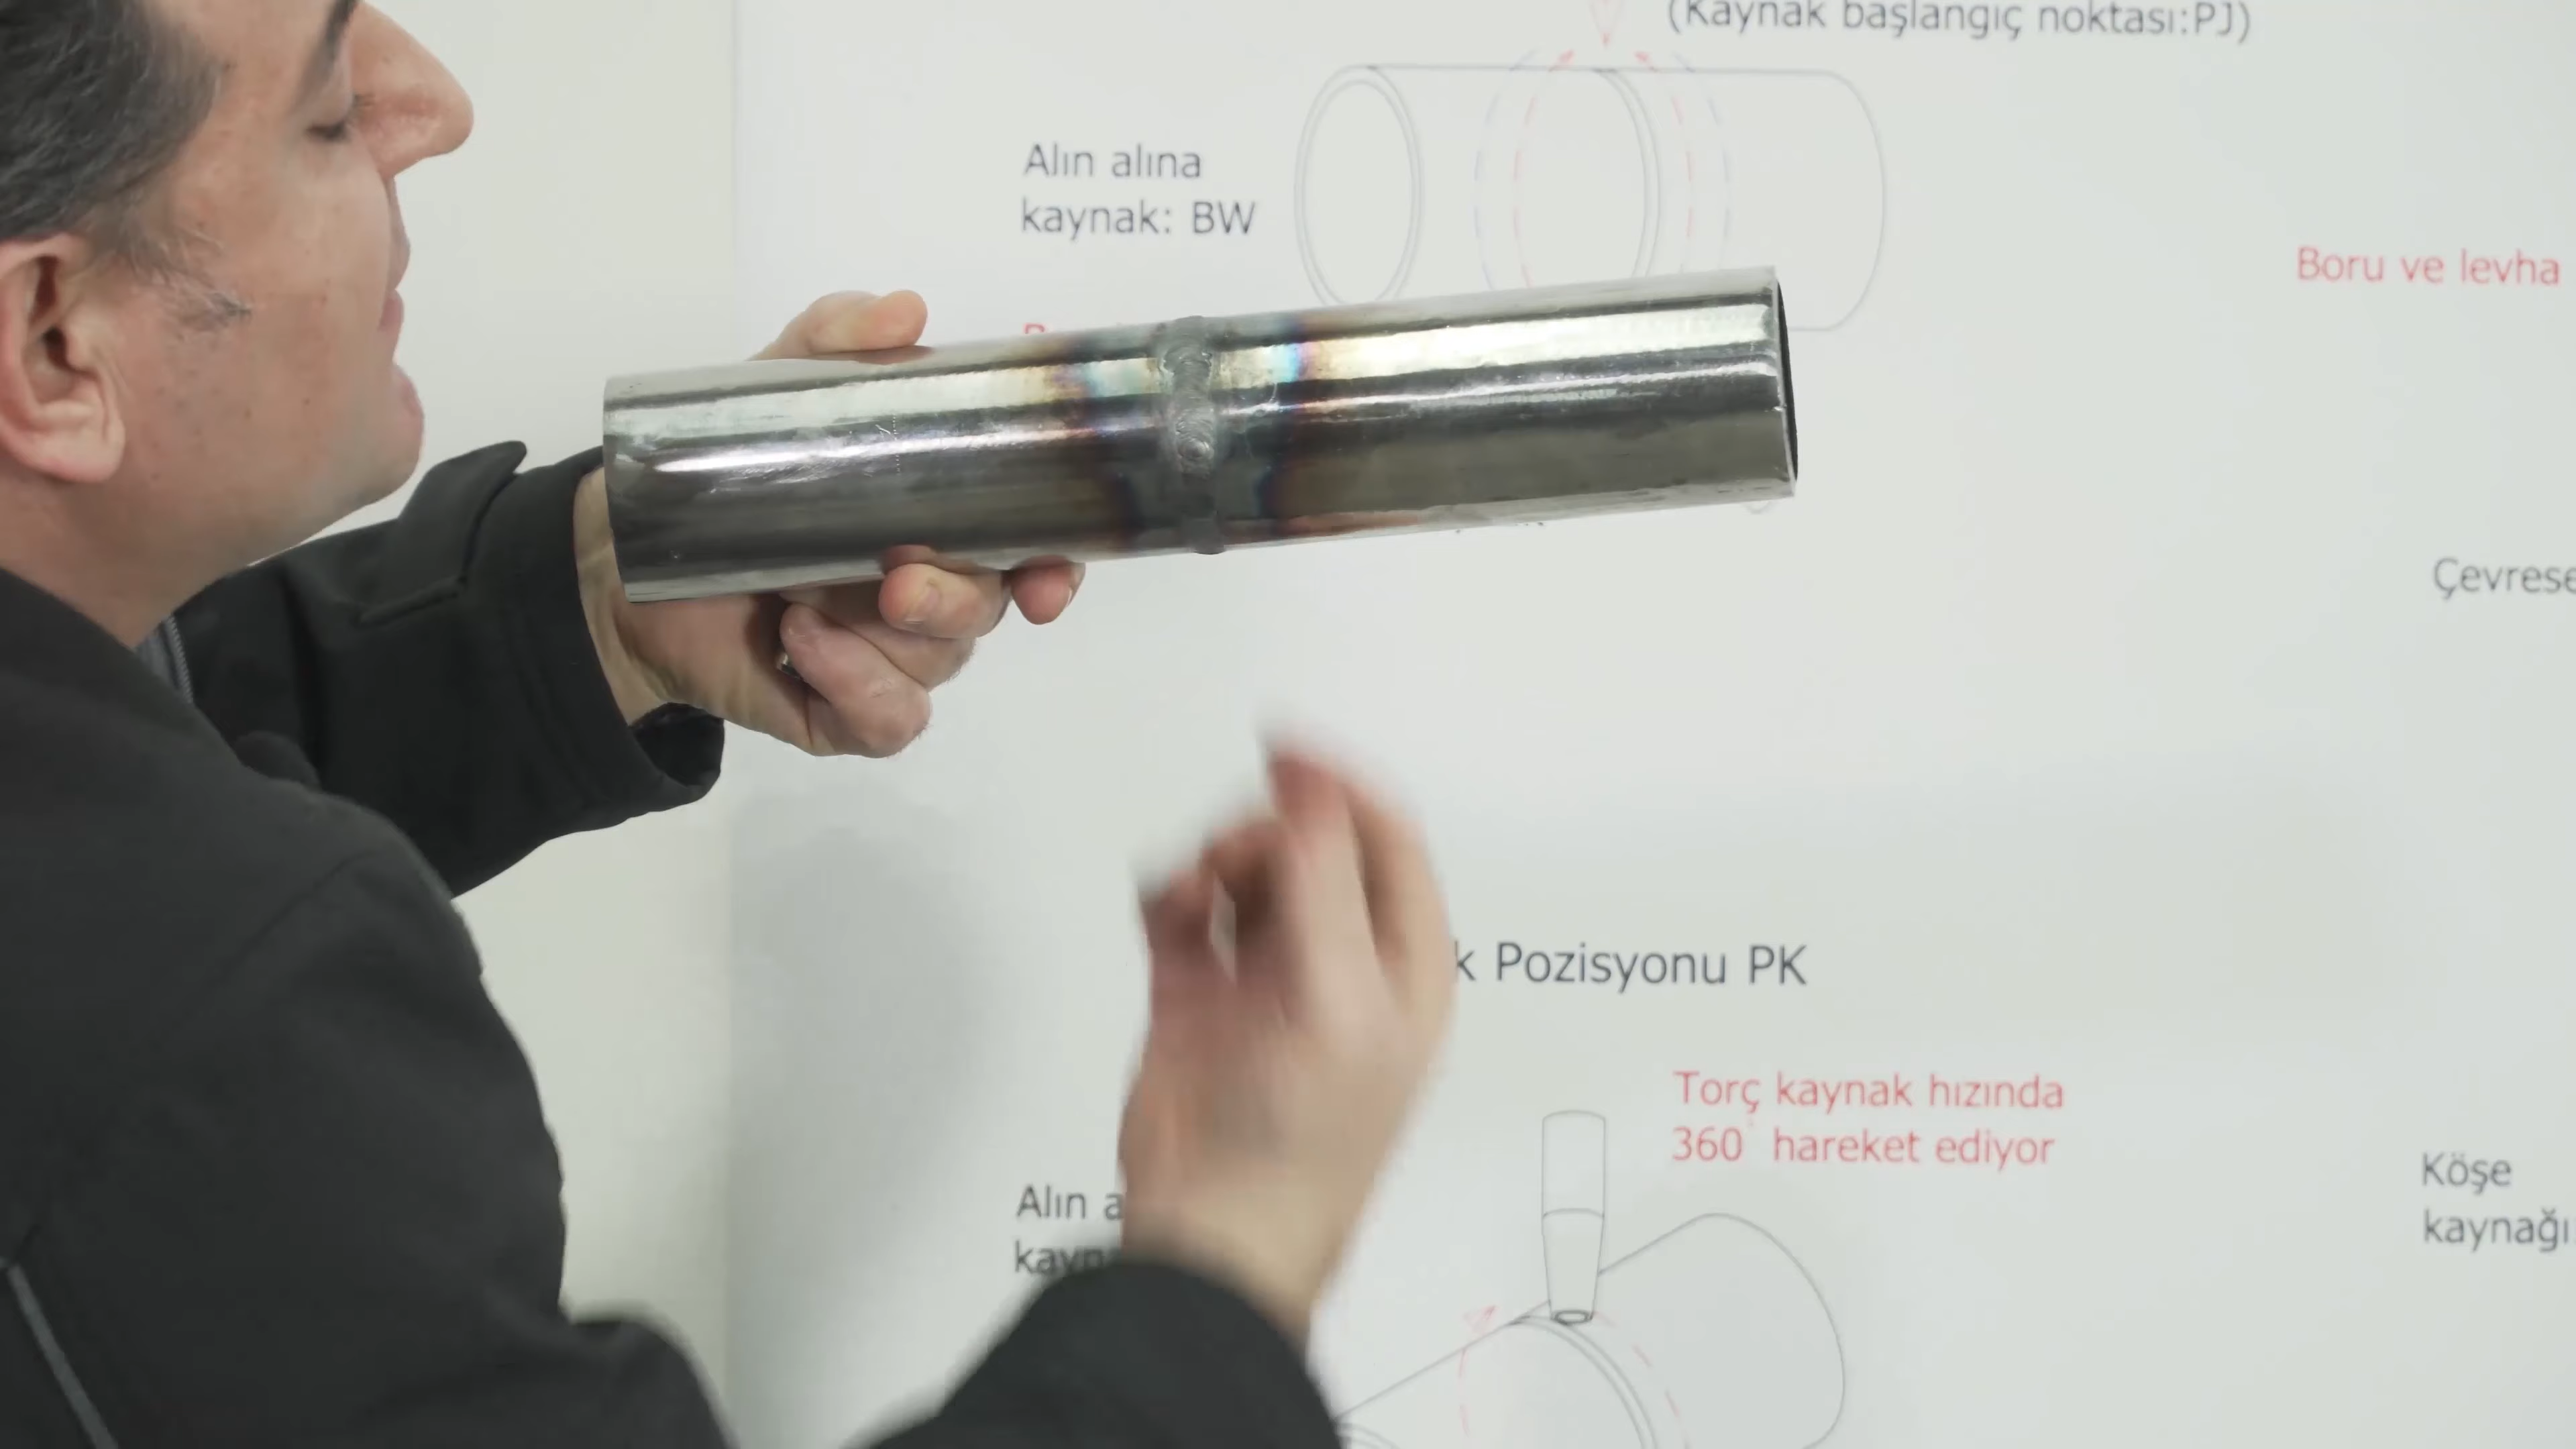 (Kaynak başlangıç noktası:PJ)
Alın alına
kaynak: BW
Boru ve levha
k Pozisyonu PK
Torç kaynak hızında
360° hareket ediyor
Alın a
kayn
Köşe
kaynağı
Çevrese